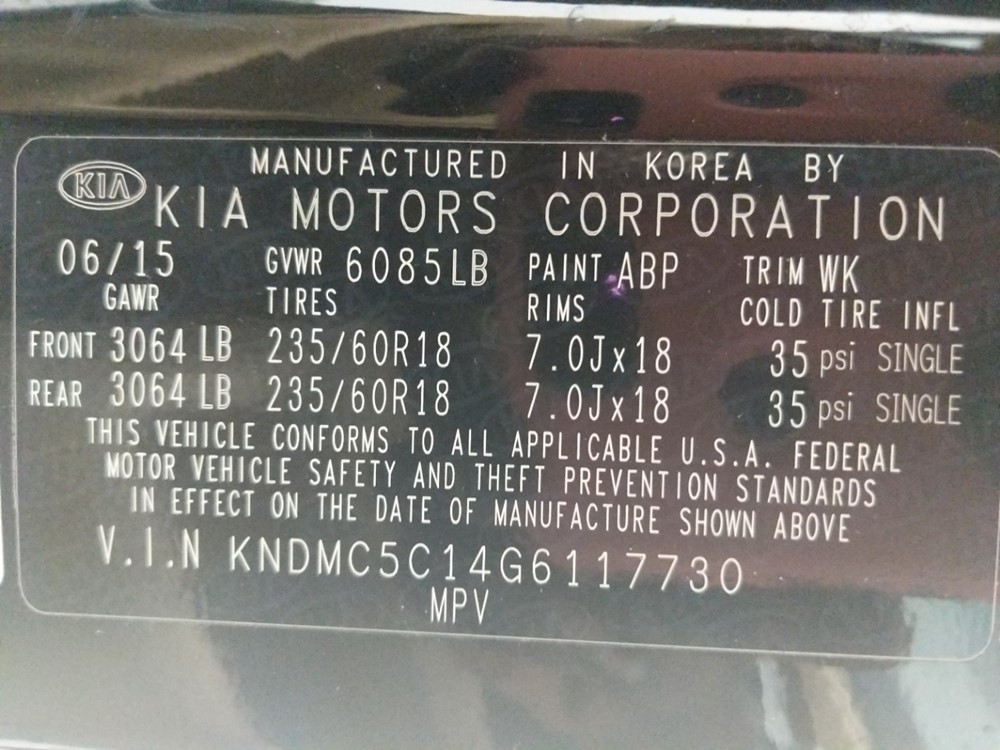 MANUFACTURED IN KOREA BY
KIA KIA MOTORS CORPORATION
06/15 GVWR 6085LB PAINT ABP TRIM WK
GAWR TIRES RIMS COLD TIRE INFL
FRONT 3064 LB 235/60R18 7.0Jx18 35 psi SINGLE
REAR 3064 LB 235/60R18 7.0Jx18 35 psi SINGLE
THIS VEHICLE CONFORMS TO ALL APPLICABLE U.S.A. FEDERAL
MOTOR VEHICLE SAFETY AND THEFT PREVENTION STANDARDS
IN EFFECT ON THE DATE OF MANUFACTURE SHOWN ABOVE
V.I.N KNDMC5C14G6117730
MPV